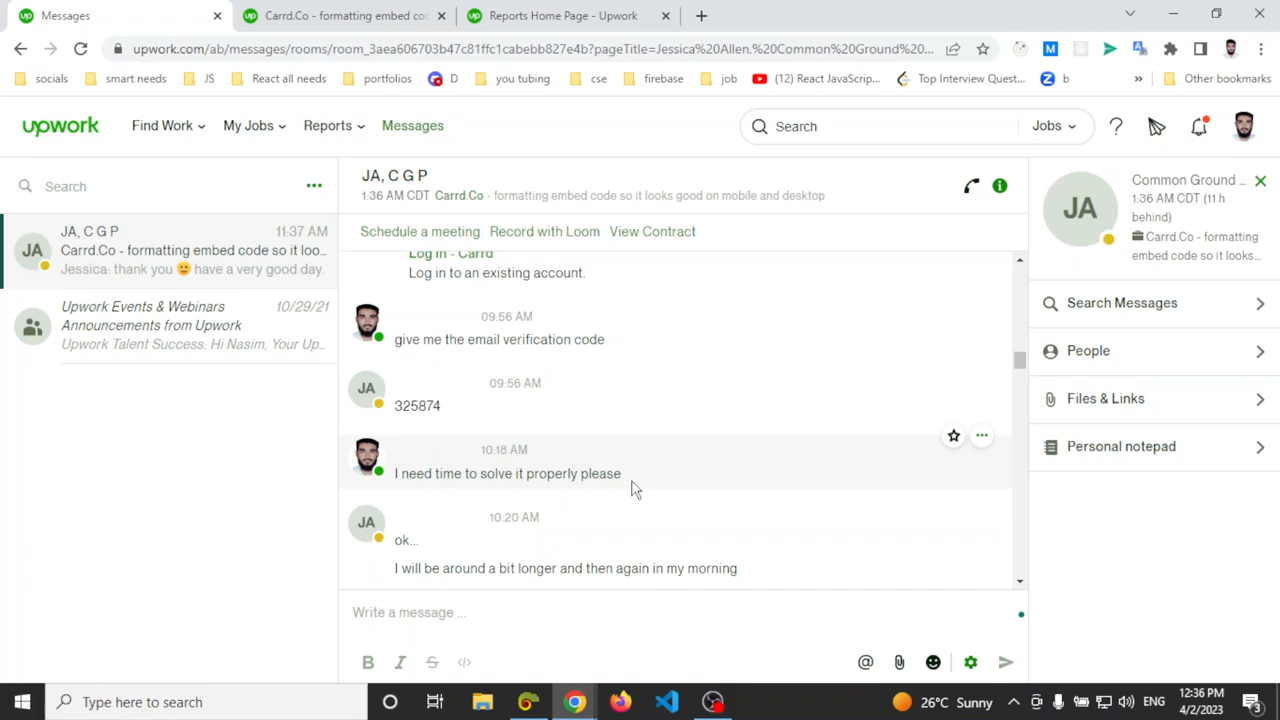 Messages
Carrd.Co - formatting embed cod
Reports Home Page - Upwork
upwork.com/ab/messages/rooms/room_3aea606703b47c81ffc1cabebb827e4b?pageTitle=Jessica%20Allen,%20Common%20Ground%20...
socials
smart needs
JS
React all needs
portfolios
D
you tubing
cse
firebase
job
(12) React JavaScrip...
Top Interview Quest...
b
»
Other bookmarks
upwork
Find Work
My Jobs
Reports
Messages
Search
Jobs
Search
JA, C G P
1:36 AM CDT Carrd.Co - formatting embed code so it looks good on mobile and desktop
Schedule a meeting
Record with Loom
View Contract
JA
JA, C G P
11:37 AM
Carrd.Co - formatting embed code so it loo...
Jessica: thank you 🙂 have a very good day.
Upwork Events & Webinars
10/29/21
Announcements from Upwork
Upwork Talent Success: Hi Nasim, Your Up...
Log in - Carrd
Log in to an existing account.
09:56 AM
give me the email verification code
JA
09:56 AM
325874
10:18 AM
I need time to solve it properly please
JA
10:20 AM
ok...
I will be around a bit longer and then again in my morning
Write a message ...
B
I
S
</>
@
JA
Common Ground ...
1:36 AM CDT (11 h
behind)
Carrd.Co - formatting
embed code so it looks...
Search Messages
People
Files & Links
Personal notepad
Type here to search
26°C Sunny
ENG
12:36 PM
4/2/2023
3